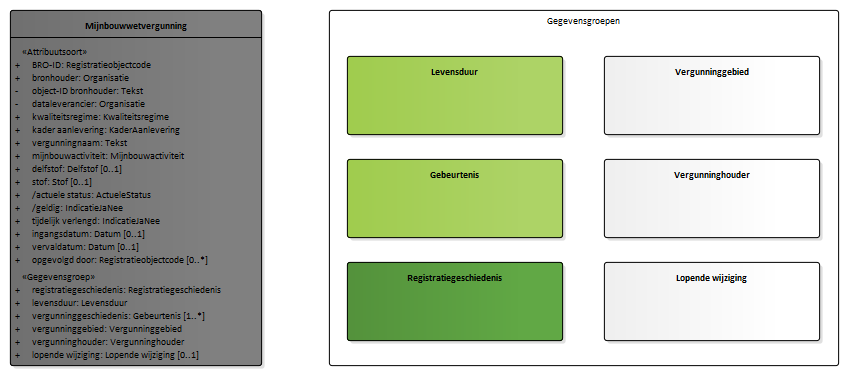 Mijnbouwwetvergunning
«Attribuutsoort»
+ BRO-ID: Registratieobjectcode
+ bronhouder: Organisatie
- object-ID bronhouder: Tekst
- dataleverancier: Organisatie
+ kwaliteitsregime: Kwaliteitsregime
+ kader aanlevering: KaderAanlevering
+ vergunningnaam: Tekst
+ mijnbouwactiviteit: Mijnbouwactiviteit
+ delfstof: Delfstof [0..1]
+ stof: Stof [0..1]
+ /actuele status: ActueleStatus
+ /geldig: IndicatieJaNee
+ tijdelijk verlengd: IndicatieJaNee
+ ingangsdatum: Datum [0..1]
+ vervaldatum: Datum [0..1]
+ opgevolgd door: Registratieobjectcode [0..*]
«Gegevensgroep»
+ registratiegeschiedenis: Registratiegeschiedenis
+ levensduur: Levensduur
+ vergunninggeschiedenis: Gebeurtenis [1..*]
+ vergunninggebied: Vergunninggebied
+ vergunninghouder: Vergunninghouder
+ lopende wijziging: Lopende wijziging [0..1]
Gegevensgroepen
Levensduur
Vergunninggebied
Gebeurtenis
Vergunninghouder
Registratiegeschiedenis
Lopende wijziging